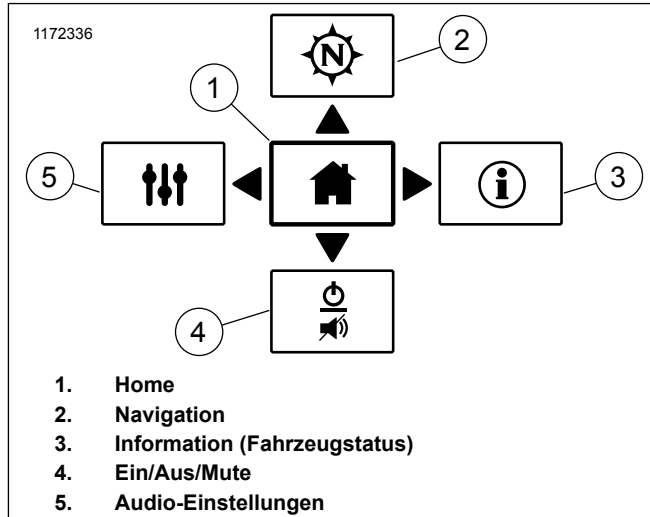 1172336
2
N
1
5
3
i
4
1. Home
2. Navigation
3. Information (Fahrzeugstatus)
4. Ein/Aus/Mute
5. Audio-Einstellungen